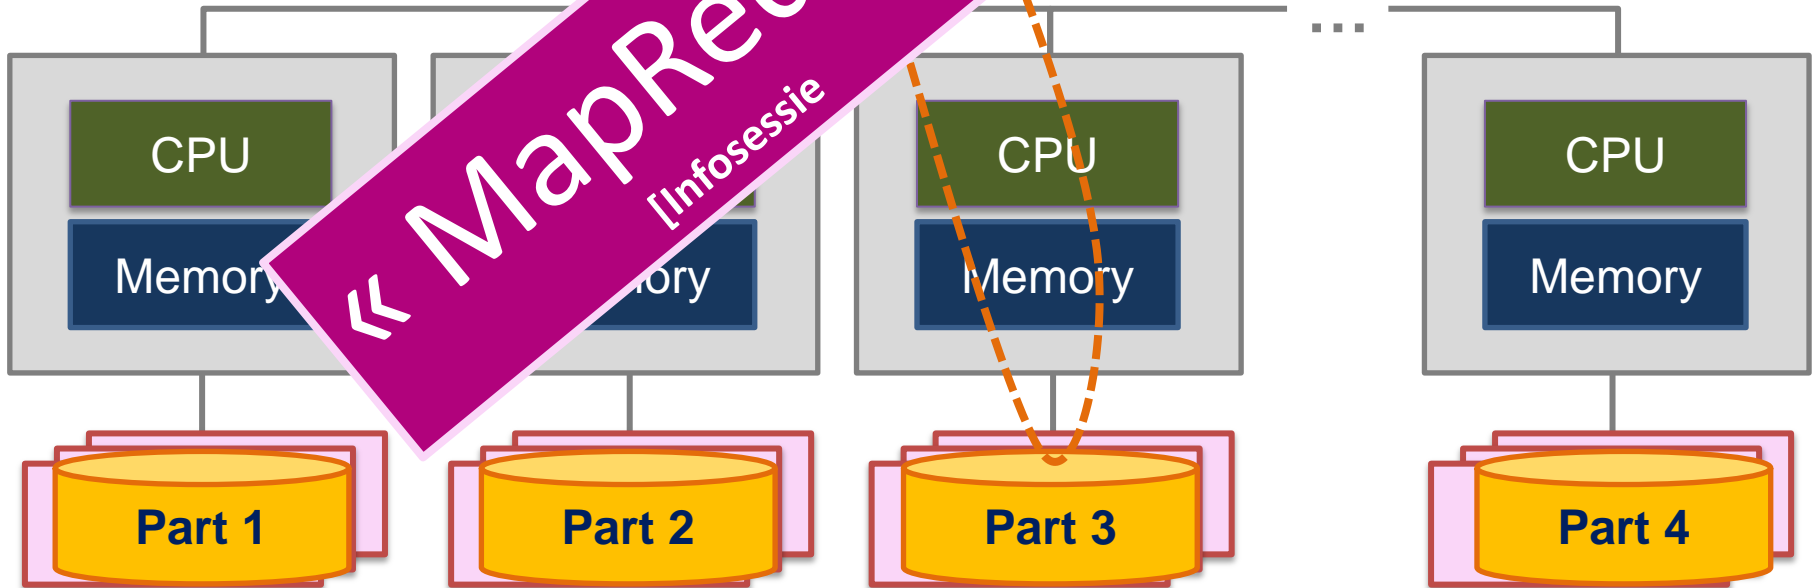 ...
CPU
CPU
CPU
Memory
Memory
Memory
« MapRe
[Infosessie
Part 1
Part 2
Part 3
Part 4